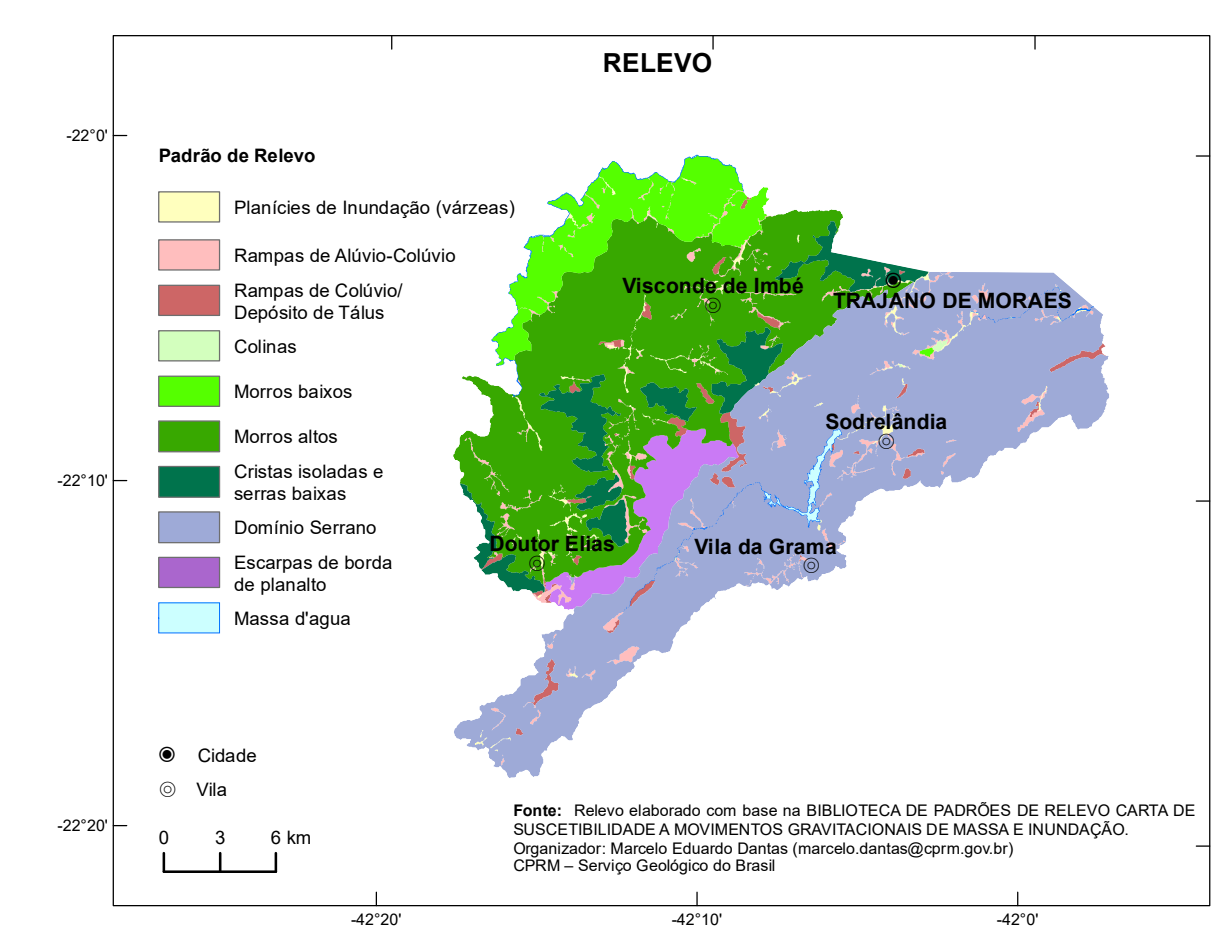 RELEVO
-22°0'
Padrão de Relevo
Planícies de Inundação (várzeas)
Rampas de Alúvio-Colúvio
Rampas de Colúvio/
Depósito de Tálus
Colinas
Morros baixos
Morros altos
Cristas isoladas e
serras baixas
Domínio Serrano
Escarpas de borda
de planalto
Massa d'agua
Visconde de Imbé
TRAJANO DE MORAES
Sodrelândia
Doutor Elias
Vila da Grama
-22°10'
Cidade
Vila
-22°20'
0 3 6 km
Fonte: Relevo elaborado com base na BIBLIOTECA DE PADRÕES DE RELEVO CARTA DE
SUSCETIBILIDADE A MOVIMENTOS GRAVITACIONAIS DE MASSA E INUNDAÇÃO.
Organizador: Marcelo Eduardo Dantas (marcelo.dantas@cprm.gov.br)
CPRM – Serviço Geológico do Brasil
-42°20' -42°10' -42°0'